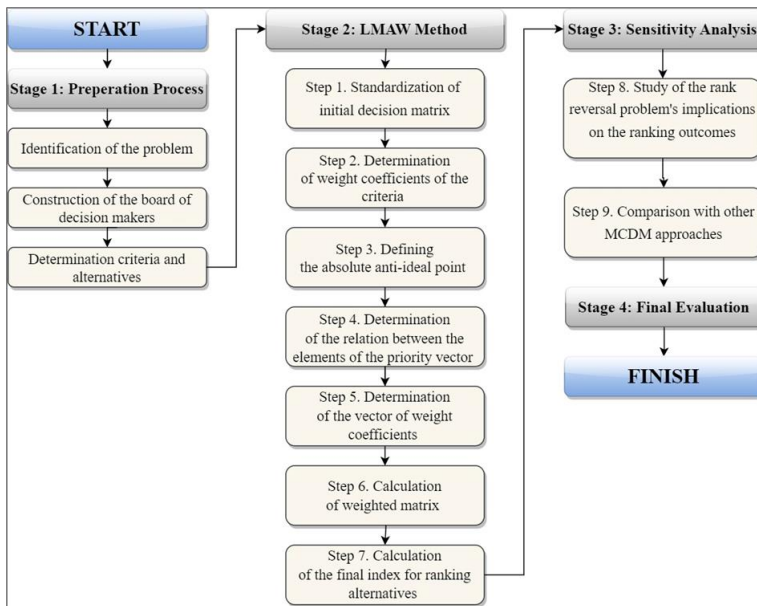 START
Stage 1: Preperation Process
Identification of the problem
Construction of the board of
decision makers
Determination criteria and
alternatives
Stage 2: LMAW Method
Step 1. Standardization of
initial decision matrix
Step 2. Determination
of weight coefficients of the
criteria
Step 3. Defining
the absolute anti-ideal point
Step 4. Determination
of the relation between the
elements of the priority vector
Step 5. Determination
of the vector of weight
coefficients
Step 6. Calculation
of weighted matrix
Step 7. Calculation
of the final index for ranking
alternatives
Stage 3: Sensitivity Analysis
Step 8. Study of the rank
reversal problem's implications
on the ranking outcomes
Step 9. Comparison with other
MCDM approaches
Stage 4: Final Evaluation
FINISH